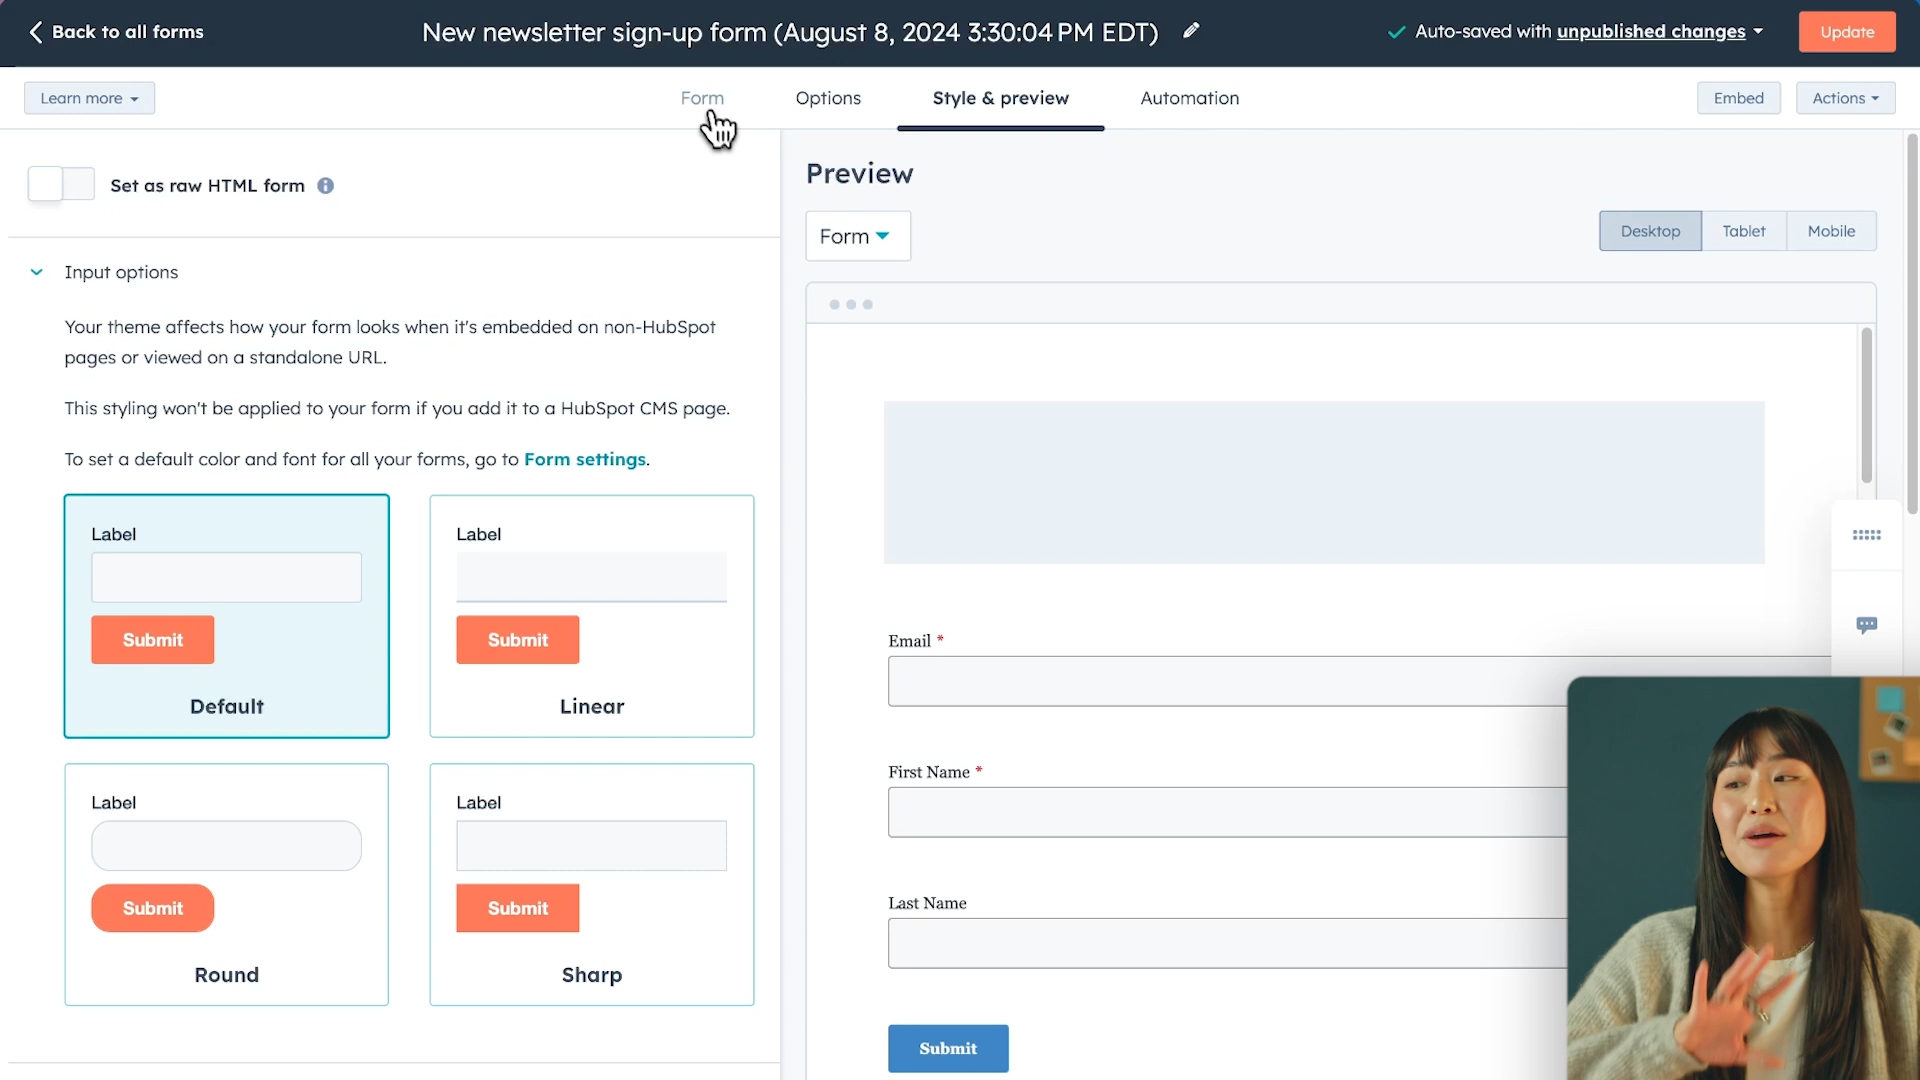 Back to all forms
New newsletter sign-up form (August 8, 2024 3:30:04 PM EDT)
Auto-saved with unpublished changes
Update
Learn more
Form
Options
Style & preview
Automation
Embed
Actions
Set as raw HTML form
Input options
Your theme affects how your form looks when it's embedded on non-HubSpot
pages or viewed on a standalone URL.
This styling won't be applied to your form if you add it to a HubSpot CMS page.
To set a default color and font for all your forms, go to Form settings.
Label
Submit
Default
Label
Submit
Linear
Label
Submit
Round
Label
Submit
Sharp
Preview
Form
Desktop
Tablet
Mobile
Email *
First Name *
Last Name
Submit